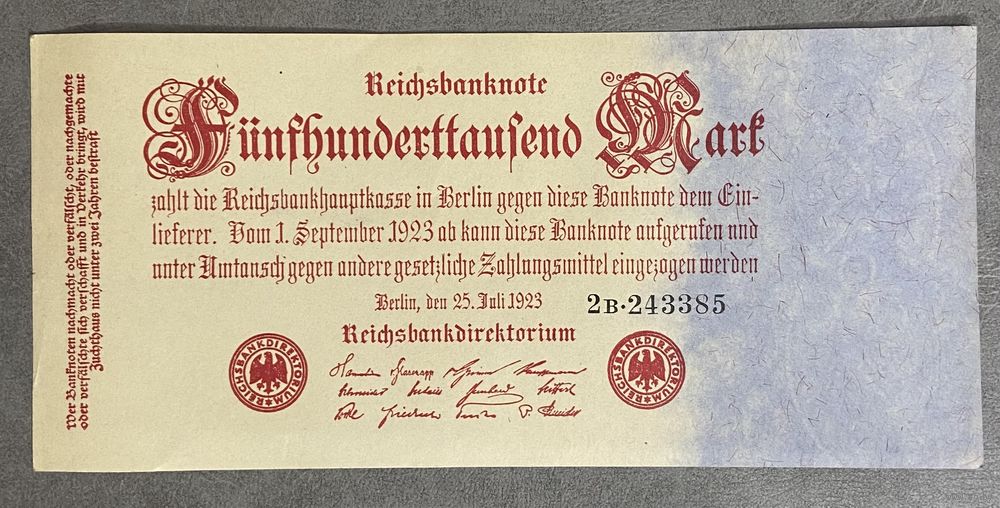 Reichsbanknote
Fünfhunderttausend Mark
zahlt die Reichsbankhauptkasse in Berlin gegen diese Banknote dem Ein-
lieferer. Vom 1. September 1923 ab kann diese Banknote aufgerufen und
unter Umtausch gegen andere gesetzliche Zahlungsmittel eingezogen werden
Berlin, den 25. Juli 1923
2B·243385
Reichsbankdirektorium
REICHSBANKDIREKTORIUM
REICHSBANKDIREKTORIUM
Wer Banknoten nachmacht oder verfälscht, oder nachgemachte
oder verfälschte sich verschafft und in Verkehr bringt, wird mit
Zuchthaus nicht unter zwei Jahren bestraft